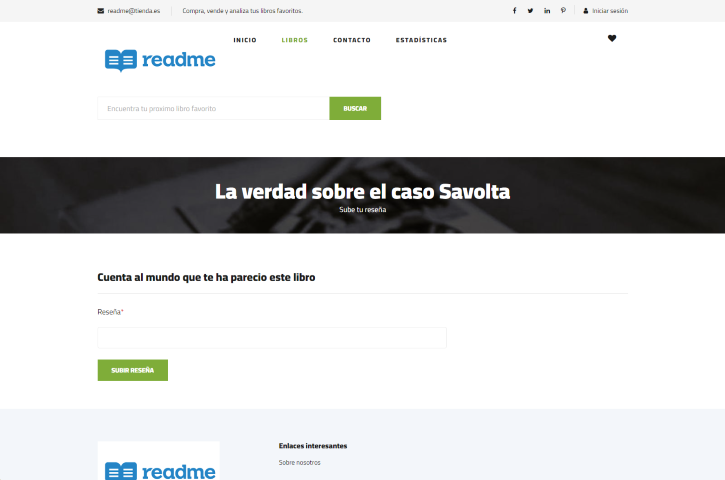 readme@tienda.es
Compra, vende y analiza tus libros favoritos.
Iniciar sesión
readme
INICIO
LIBROS
CONTACTO
ESTADÍSTICAS
Encuentra tu proximo libro favorito
BUSCAR
La verdad sobre el caso Savolta
Sube tu reseña
Cuenta al mundo que te ha parecio este libro
Reseña*
SUBIR RESEÑA
readme
Enlaces interesantes
Sobre nosotros